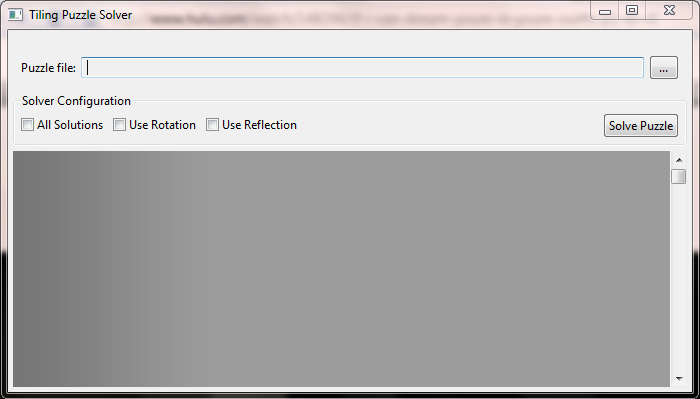 Tiling Puzzle Solver
Puzzle file:
...
Solver Configuration
All Solutions Use Rotation Use Reflection Solve Puzzle